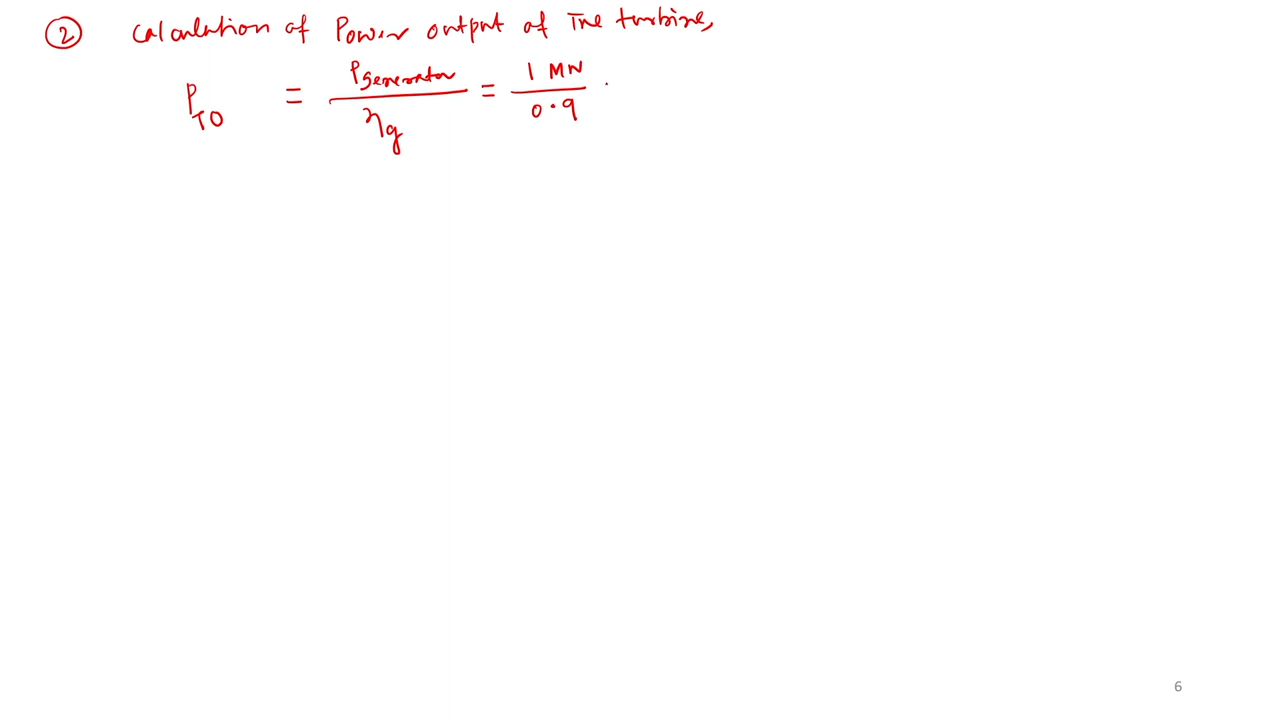 ② Calculation of Power output of The turbine,
P_TO = P_generator / η_g = 1 MW / 0.9
6